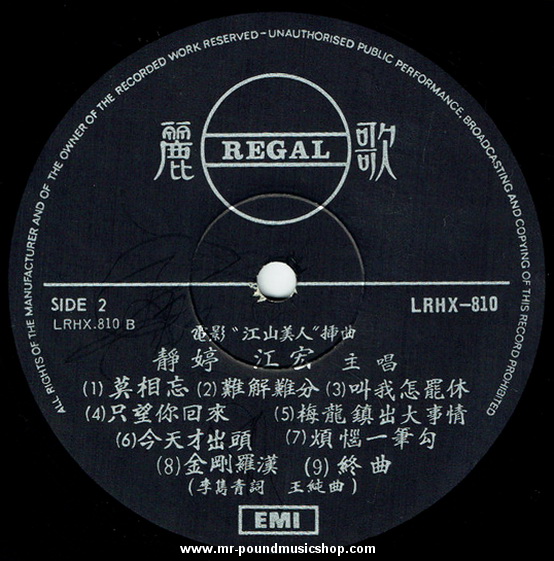 ALL RIGHTS OF THE MANUFACTURER AND OF THE OWNER OF THE RECORDED WORK RESERVED - UNAUTHORISED PUBLIC PERFORMANCE, BROADCASTING AND COPYING OF THIS RECORD PROHIBITED
麗 REGAL 歌
SIDE 2 LRHX-810
LRHX.810 B
電影“江山美人”插曲
靜婷 江宏 主唱
(1)莫相忘 (2)難解難分 (3)叫我怎罷休
(4)只望你回來 (5)梅龍鎮出大事情
(6)今天才出頭 (7)煩惱一筆勾
(8)金剛羅漢 (9)終曲
(李雋青詞 王純曲)
EMI
www.mr-poundmusicshop.com